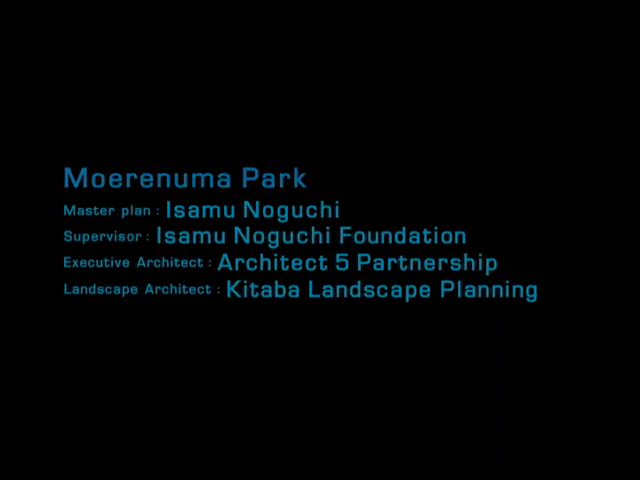 Moerenuma Park
Master plan : Isamu Noguchi
Supervisor : Isamu Noguchi Foundation
Executive Architect : Architect 5 Partnership
Landscape Architect : Kitaba Landscape Planning